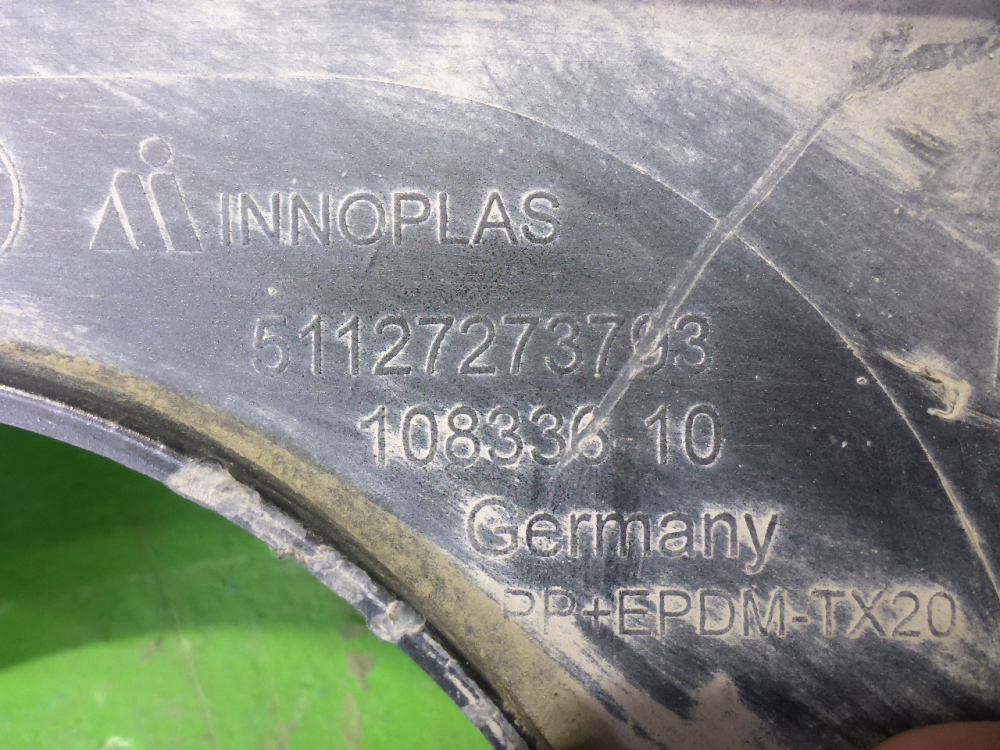 INNOPLAS
51127273793
108336 10
Germany
PP+EPDM-TX20